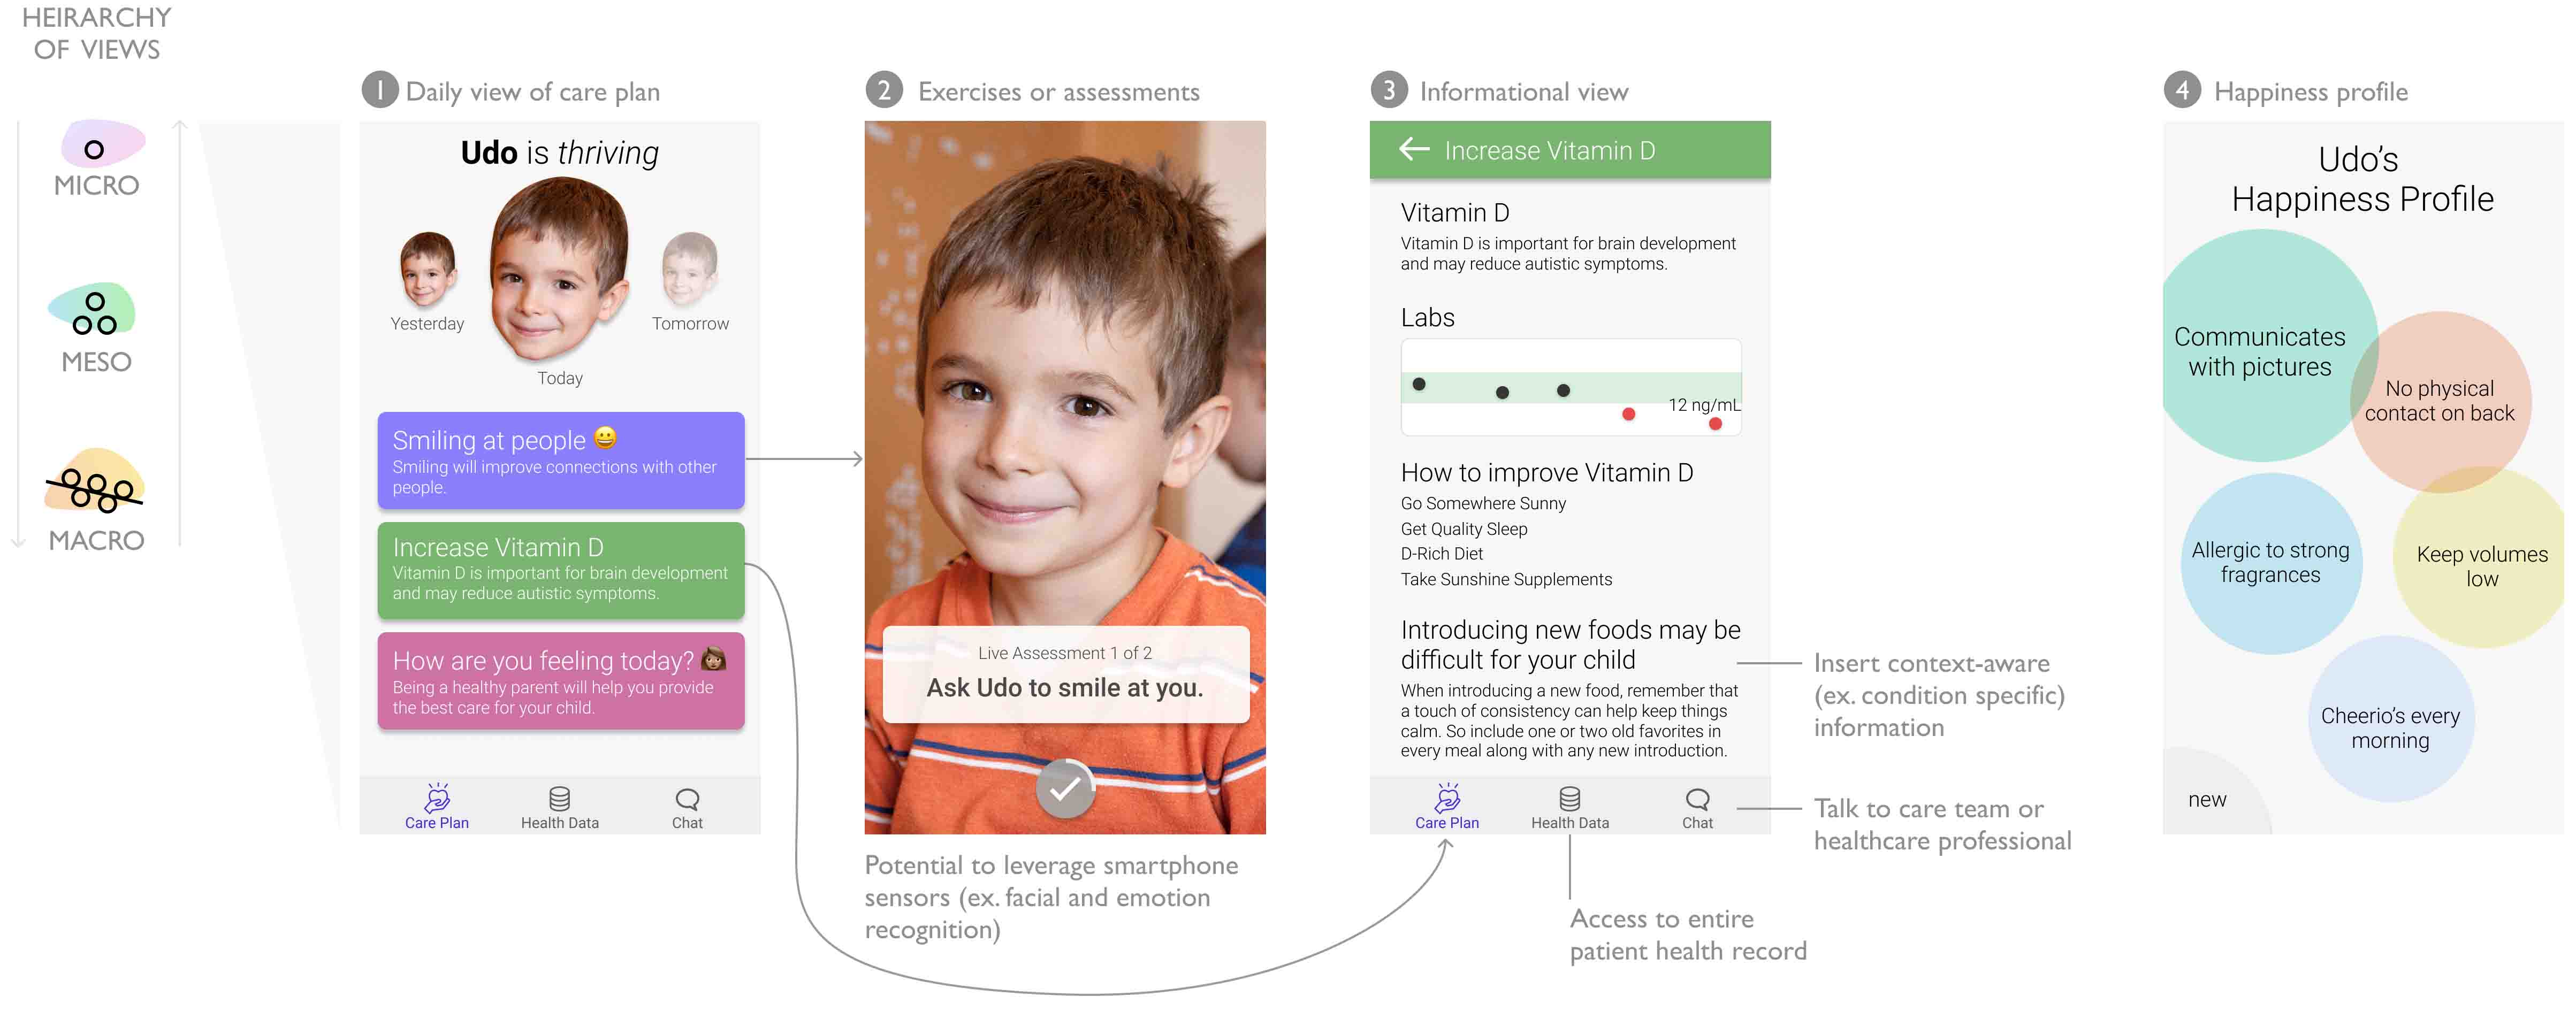 HEIRARCHY
OF VIEWS
MICRO
MESO
MACRO
1 Daily view of care plan
Udo is thriving
Yesterday
Today
Tomorrow
Smiling at people 😀
Smiling will improve connections with other
people.
Increase Vitamin D
Vitamin D is important for brain development
and may reduce autistic symptoms.
How are you feeling today? 👩🏽
Being a healthy parent will help you provide
the best care for your child.
Care Plan
Health Data
Chat
2 Exercises or assessments
Live Assessment 1 of 2
Ask Udo to smile at you.
Potential to leverage smartphone
sensors (ex. facial and emotion
recognition)
3 Informational view
Increase Vitamin D
Vitamin D
Vitamin D is important for brain development
and may reduce autistic symptoms.
Labs
12 ng/mL
How to improve Vitamin D
Go Somewhere Sunny
Get Quality Sleep
D-Rich Diet
Take Sunshine Supplements
Introducing new foods may be
difficult for your child
When introducing a new food, remember that
a touch of consistency can help keep things
calm. So include one or two old favorites in
every meal along with any new introduction.
Care Plan
Health Data
Chat
Insert context-aware
(ex. condition specific)
information
Talk to care team or
healthcare professional
Access to entire
patient health record
4 Happiness profile
Udo's
Happiness Profile
Communicates
with pictures
No physical
contact on back
Allergic to strong
fragrances
Keep volumes
low
Cheerio's every
morning
new